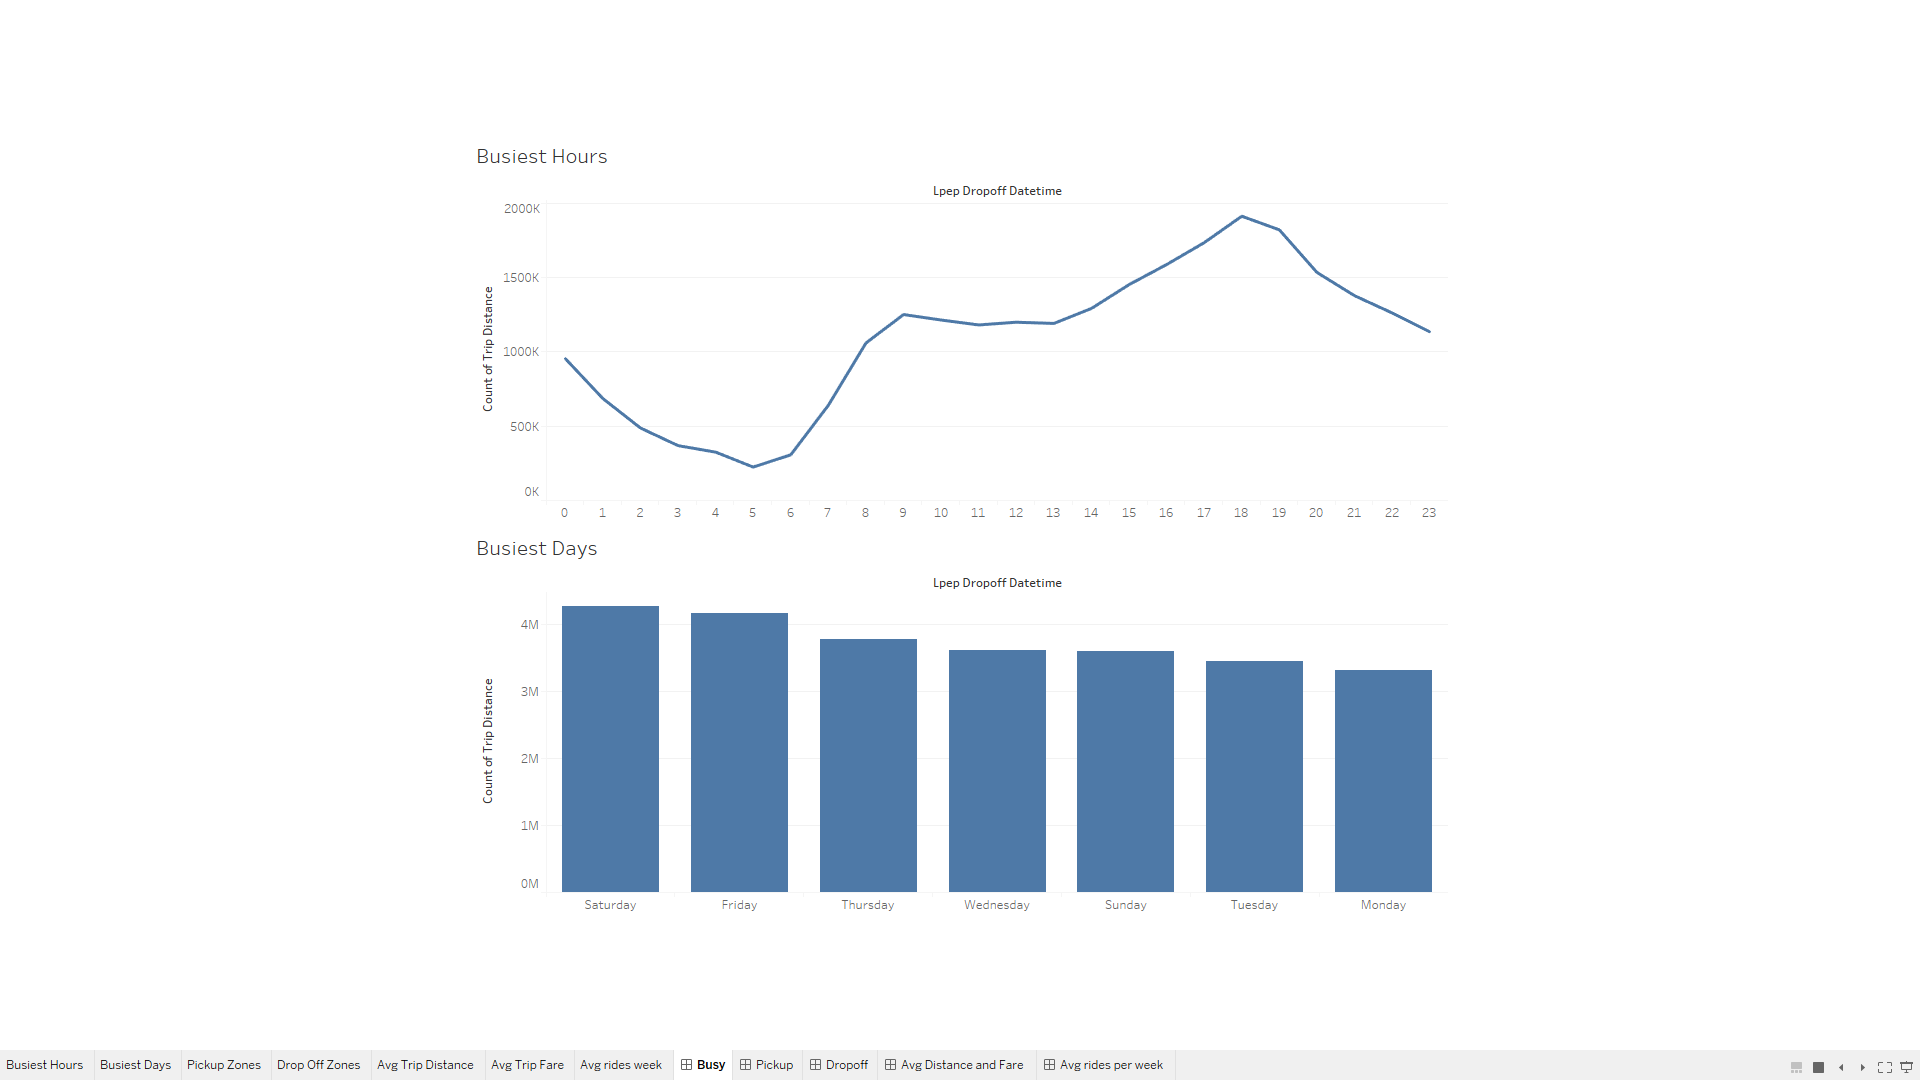 Busiest Hours
Lpep Dropoff Datetime
Count of Trip Distance
2000K
1500K
1000K
500K
0K
0 1 2 3 4 5 6 7 8 9 10 11 12 13 14 15 16 17 18 19 20 21 22 23
Busiest Days
Lpep Dropoff Datetime
Count of Trip Distance
4M
3M
2M
1M
0M
Saturday Friday Thursday Wednesday Sunday Tuesday Monday
Busiest Hours Busiest Days Pickup Zones Drop Off Zones Avg Trip Distance Avg Trip Fare Avg rides week Busy Pickup Dropoff Avg Distance and Fare Avg rides per week